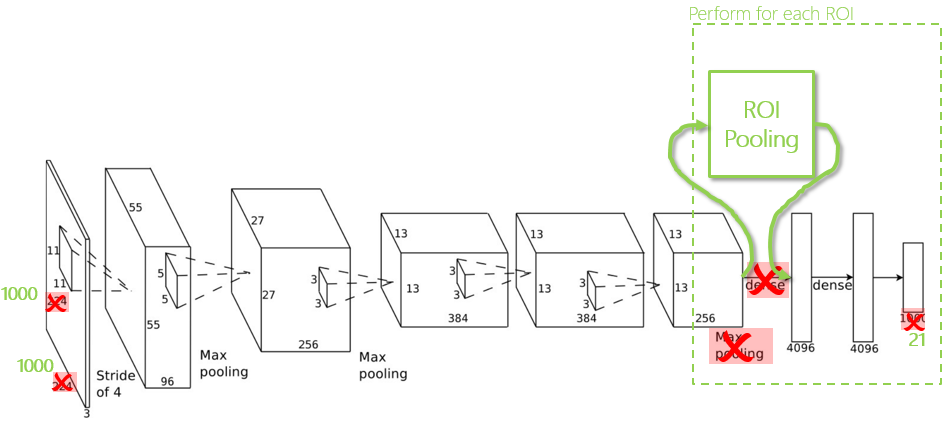 Perform for each ROI
ROI
Pooling
55
27
13
13
13
11
11
5
5
3
3
3
3
3
3
27
13
13
13
1000
224
55
384
384
256
dense
dense
1000
224
Stride
of 4
96
Max
pooling
256
Max
pooling
Max
pooling
4096
4096
1000
21
3